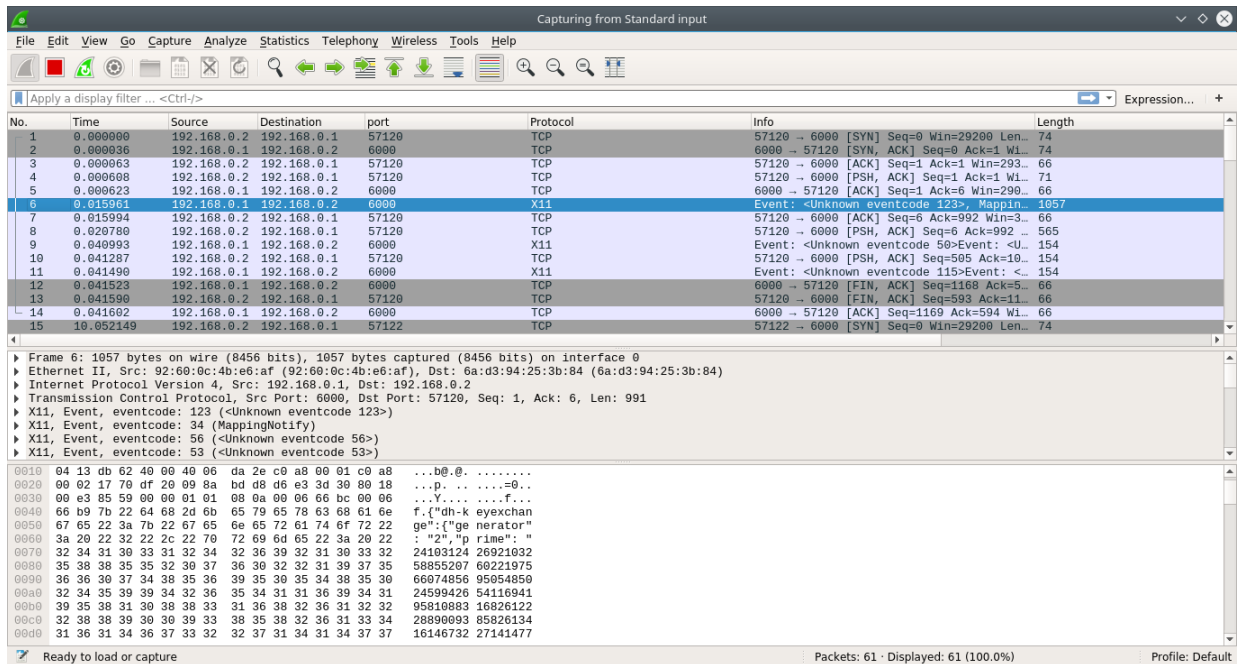 Capturing from Standard input
File Edit View Go Capture Analyze Statistics Telephony Wireless Tools Help
Apply a display filter ... <Ctrl-/> Expression... +
No. Time Source Destination port Protocol Info Length
1 0.000000 192.168.0.2 192.168.0.1 57120 TCP 57120 → 6000 [SYN] Seq=0 Win=29200 Len… 74
2 0.000036 192.168.0.1 192.168.0.2 6000 TCP 6000 → 57120 [SYN, ACK] Seq=0 Ack=1 Wi… 74
3 0.000063 192.168.0.2 192.168.0.1 57120 TCP 57120 → 6000 [ACK] Seq=1 Ack=1 Win=293… 66
4 0.000608 192.168.0.2 192.168.0.1 57120 TCP 57120 → 6000 [PSH, ACK] Seq=1 Ack=1 Wi… 71
5 0.000623 192.168.0.1 192.168.0.2 6000 TCP 6000 → 57120 [ACK] Seq=1 Ack=6 Win=290… 66
6 0.015961 192.168.0.1 192.168.0.2 6000 X11 Event: <Unknown eventcode 123>, Mappin… 1057
7 0.015994 192.168.0.2 192.168.0.1 57120 TCP 57120 → 6000 [ACK] Seq=6 Ack=992 Win=3… 66
8 0.020780 192.168.0.2 192.168.0.1 57120 TCP 57120 → 6000 [PSH, ACK] Seq=6 Ack=992 … 565
9 0.040993 192.168.0.1 192.168.0.2 6000 X11 Event: <Unknown eventcode 50>Event: <U… 154
10 0.041287 192.168.0.2 192.168.0.1 57120 TCP 57120 → 6000 [PSH, ACK] Seq=505 Ack=10… 154
11 0.041490 192.168.0.1 192.168.0.2 6000 X11 Event: <Unknown eventcode 115>Event: <… 154
12 0.041523 192.168.0.1 192.168.0.2 6000 TCP 6000 → 57120 [FIN, ACK] Seq=1168 Ack=5… 66
13 0.041590 192.168.0.2 192.168.0.1 57120 TCP 57120 → 6000 [FIN, ACK] Seq=593 Ack=11… 66
14 0.041602 192.168.0.1 192.168.0.2 6000 TCP 6000 → 57120 [ACK] Seq=1169 Ack=594 Wi… 66
15 10.052149 192.168.0.2 192.168.0.1 57122 TCP 57122 → 6000 [SYN] Seq=0 Win=29200 Len… 74
Frame 6: 1057 bytes on wire (8456 bits), 1057 bytes captured (8456 bits) on interface 0
Ethernet II, Src: 92:60:0c:4b:e6:af (92:60:0c:4b:e6:af), Dst: 6a:d3:94:25:3b:84 (6a:d3:94:25:3b:84)
Internet Protocol Version 4, Src: 192.168.0.1, Dst: 192.168.0.2
Transmission Control Protocol, Src Port: 6000, Dst Port: 57120, Seq: 1, Ack: 6, Len: 991
X11, Event, eventcode: 123 (<Unknown eventcode 123>)
X11, Event, eventcode: 34 (MappingNotify)
X11, Event, eventcode: 56 (<Unknown eventcode 56>)
X11, Event, eventcode: 53 (<Unknown eventcode 53>)
0010 04 13 db 62 40 00 40 06 da 2e c0 a8 00 01 c0 a8 ...b@.@. ........
0020 00 02 17 70 df 20 09 8a bd d8 d6 e3 3d 30 80 18 ...p. .. ....=0..
0030 00 e3 85 59 00 00 01 01 08 0a 00 06 66 bc 00 06 ...Y.... ....f...
0040 66 b9 7b 22 64 68 2d 6b 65 79 65 78 63 68 61 6e f.{"dh-k eyexchan
0050 67 65 22 3a 7b 22 67 65 6e 65 72 61 74 6f 72 22 ge":{"ge nerator"
0060 3a 20 22 32 22 2c 22 70 72 69 6d 65 22 3a 20 22 : "2","p rime": "
0070 32 34 31 30 33 31 32 34 32 36 39 32 31 30 33 32 24103124 26921032
0080 35 38 38 35 35 32 30 37 36 30 32 32 31 39 37 35 58855207 60221975
0090 36 36 30 37 34 38 35 36 39 35 30 35 34 38 35 30 66074856 95054850
00a0 32 34 35 39 39 34 32 36 35 34 31 31 36 39 34 31 24599426 54116941
00b0 39 35 38 31 30 38 38 33 31 36 38 32 36 31 32 32 95810883 16826122
00c0 32 38 38 39 30 30 39 33 38 35 38 32 36 31 33 34 28890093 85826134
00d0 31 36 31 34 36 37 33 32 32 37 31 34 31 34 37 37 16146732 27141477
Ready to load or capture Packets: 61 · Displayed: 61 (100.0%) Profile: Default